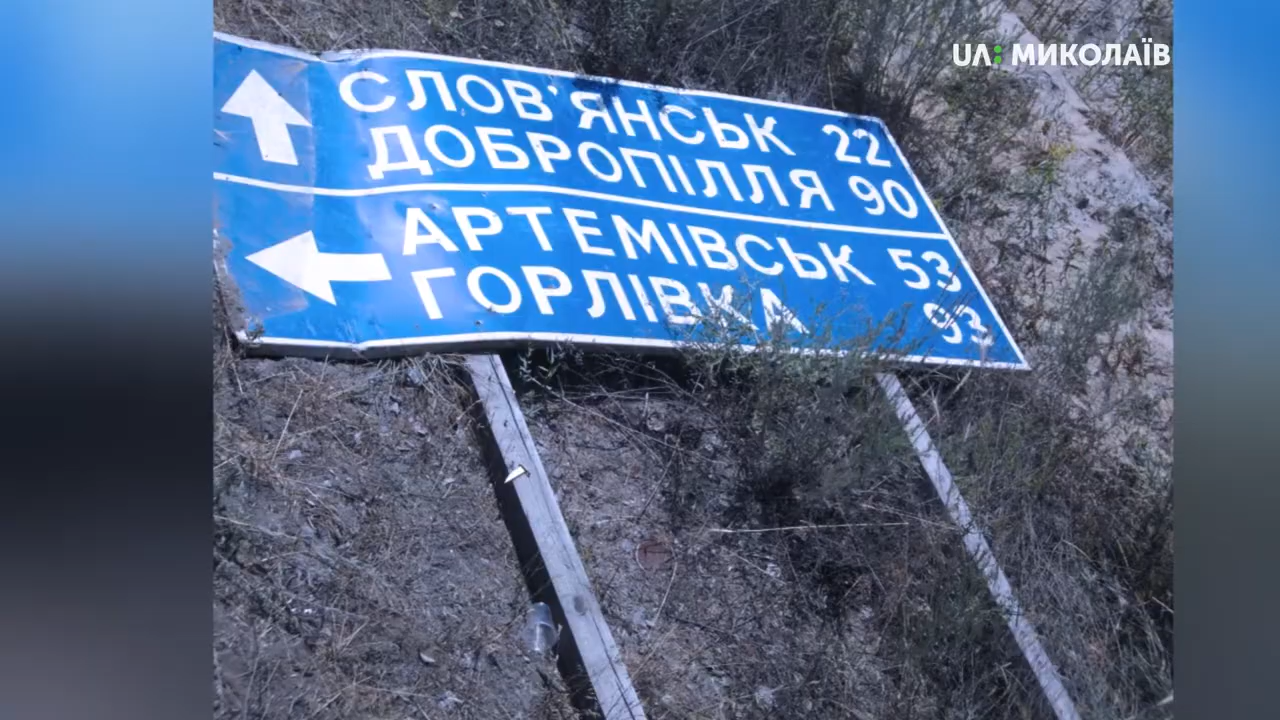 UA: МИКОЛАЇВ
СЛОВ'ЯНСЬК 22
ДОБРОПІЛЛЯ 90
АРТЕМІВСЬК 53
ГОРЛІВКА 93